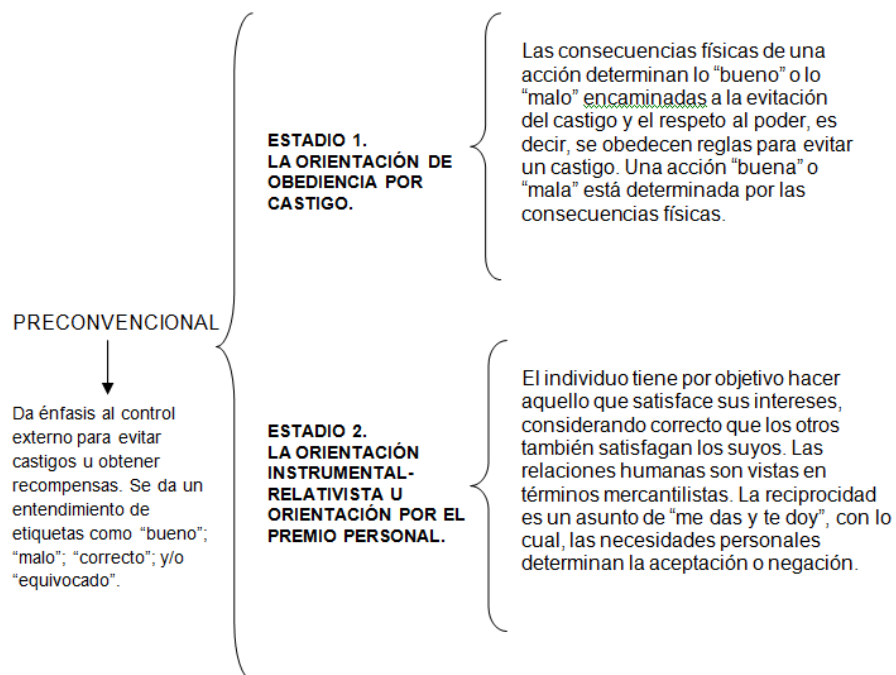 PRECONVENCIONAL
Da énfasis al control
externo para evitar
castigos u obtener
recompensas. Se da un
entendimiento de
etiquetas como “bueno”;
“malo”; “correcto”; y/o
“equivocado”.
ESTADIO 1.
LA ORIENTACIÓN DE
OBEDIENCIA POR
CASTIGO.
Las consecuencias físicas de una
acción determinan lo “bueno” o lo
“malo” encaminadas a la evitación
del castigo y el respeto al poder, es
decir, se obedecen reglas para evitar
un castigo. Una acción “buena” o
“mala” está determinada por las
consecuencias físicas.
ESTADIO 2.
LA ORIENTACIÓN
INSTRUMENTAL-
RELATIVISTA U
ORIENTACIÓN POR EL
PREMIO PERSONAL.
El individuo tiene por objetivo hacer
aquello que satisface sus intereses,
considerando correcto que los otros
también satisfagan los suyos. Las
relaciones humanas son vistas en
términos mercantilistas. La reciprocidad
es un asunto de “me das y te doy”, con lo
cual, las necesidades personales
determinan la aceptación o negación.